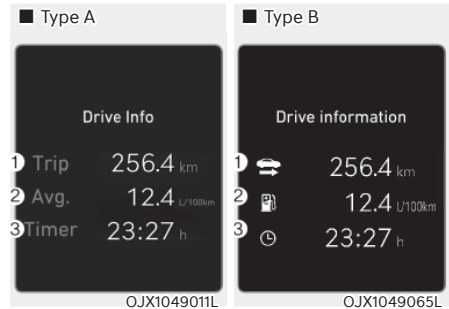 ■ Type A
Drive Info
1 Trip 256.4 km
2 Avg. 12.4 L/100km
3 Timer 23:27 h
OJX1049011L
■ Type B
Drive information
1 256.4 km
2 12.4 L/100km
3 23:27 h
OJX1049065L